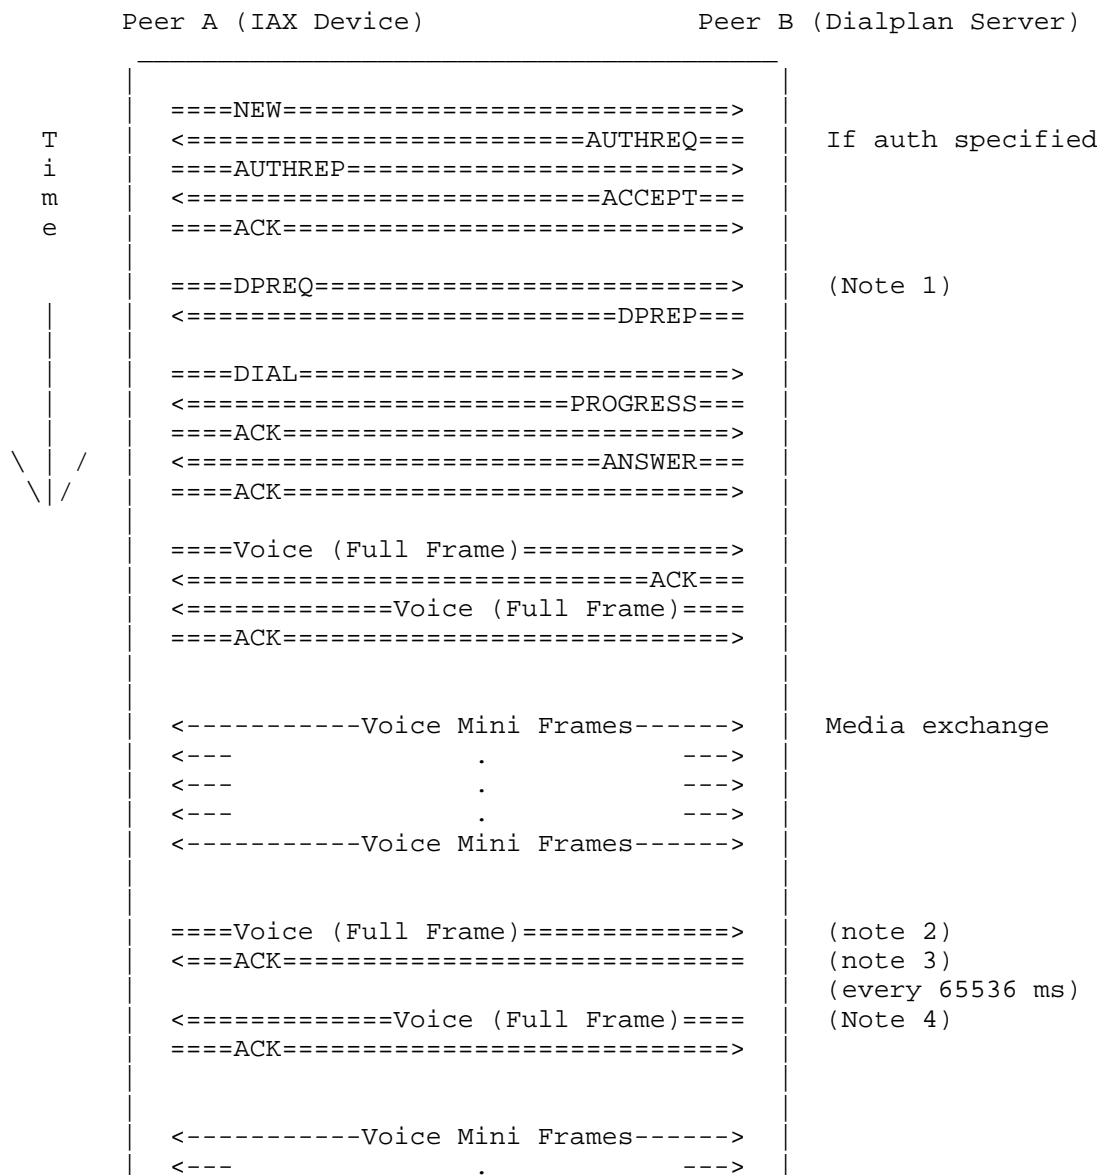 Peer A (IAX Device)                 Peer B (Dialplan Server)
        ________________________________________
       |                                        |
       |  ====NEW============================>  |
  T    |  <=========================AUTHREQ===  |  If auth specified
  i    |  ====AUTHREP========================>  |
  m    |  <==========================ACCEPT===  |
  e    |  ====ACK============================>  |
       |                                        |
       |  ====DPREQ==========================>  |  (Note 1)
  |    |  <===========================DPREP===  |
  |    |                                        |
  |    |  ====DIAL===========================>  |
  |    |  <========================PROGRESS===  |
  |    |  ====ACK============================>  |
\ | /  |  <==========================ANSWER===  |
 \|/   |  ====ACK============================>  |
       |                                        |
       |  ====Voice (Full Frame)=============>  |
       |  <=============================ACK===  |
       |  <=============Voice (Full Frame)====  |
       |  ====ACK============================>  |
       |                                        |
       |                                        |
       |  <-----------Voice Mini Frames------>  |  Media exchange
       |  <---               .            --->  |
       |  <---               .            --->  |
       |  <---               .            --->  |
       |  <-----------Voice Mini Frames------>  |
       |                                        |
       |                                        |
       |  ====Voice (Full Frame)=============>  |  (note 2)
       |  <===ACK=============================  |  (note 3)
       |                                        |  (every 65536 ms)
       |  <=============Voice (Full Frame)====  |  (Note 4)
       |  ====ACK============================>  |
       |                                        |
       |                                        |
       |  <-----------Voice Mini Frames------>  |
       |  <---               .            --->  |